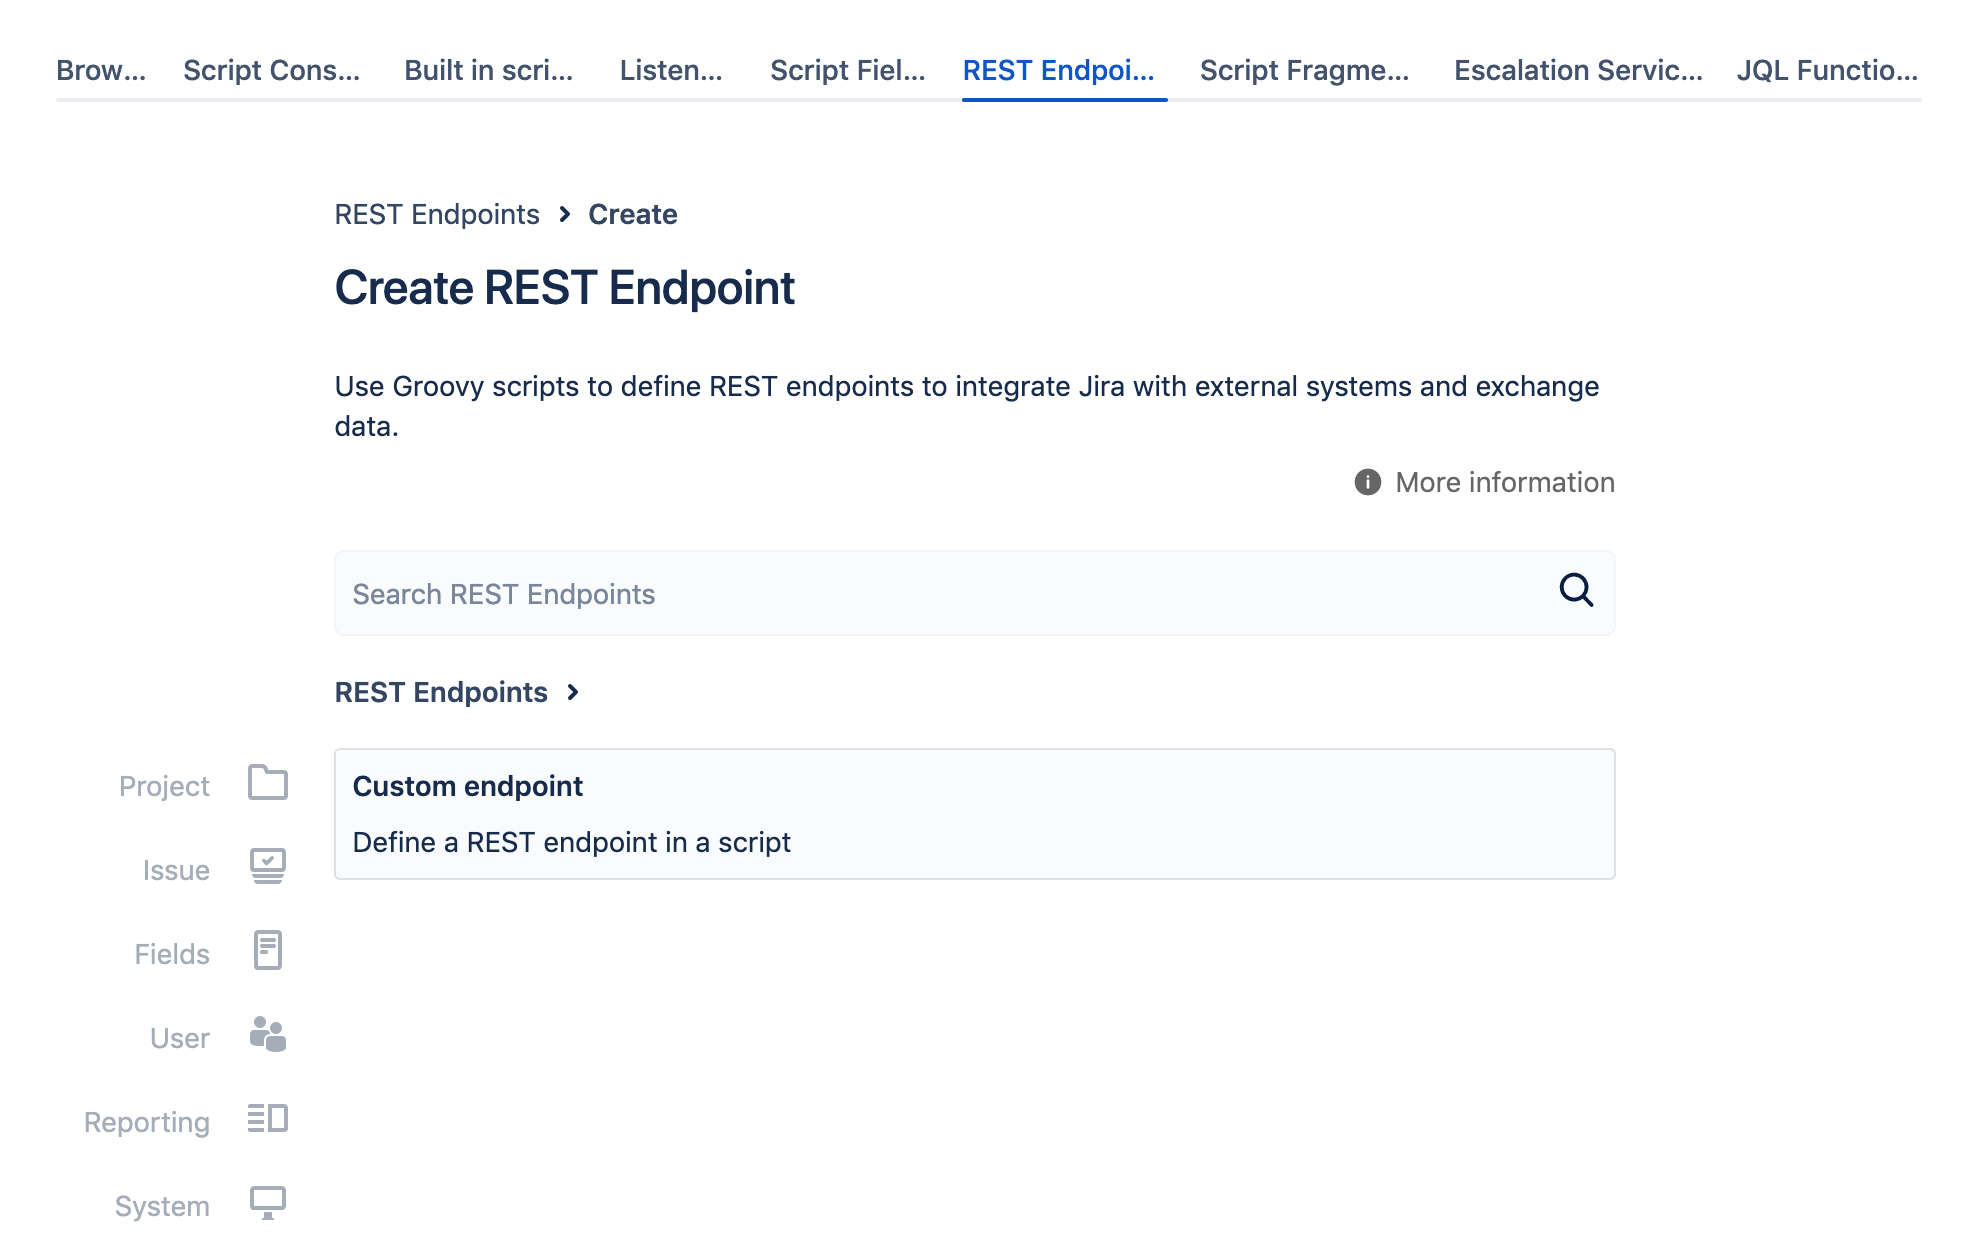 Brow... Script Cons... Built in scri... Listen... Script Fiel... REST Endpoi... Script Fragme... Escalation Servic... JQL Functio...
REST Endpoints > Create
Create REST Endpoint
Use Groovy scripts to define REST endpoints to integrate Jira with external systems and exchange
data.
More information
Search REST Endpoints
REST Endpoints >
Custom endpoint
Define a REST endpoint in a script
Project
Issue
Fields
User
Reporting
System